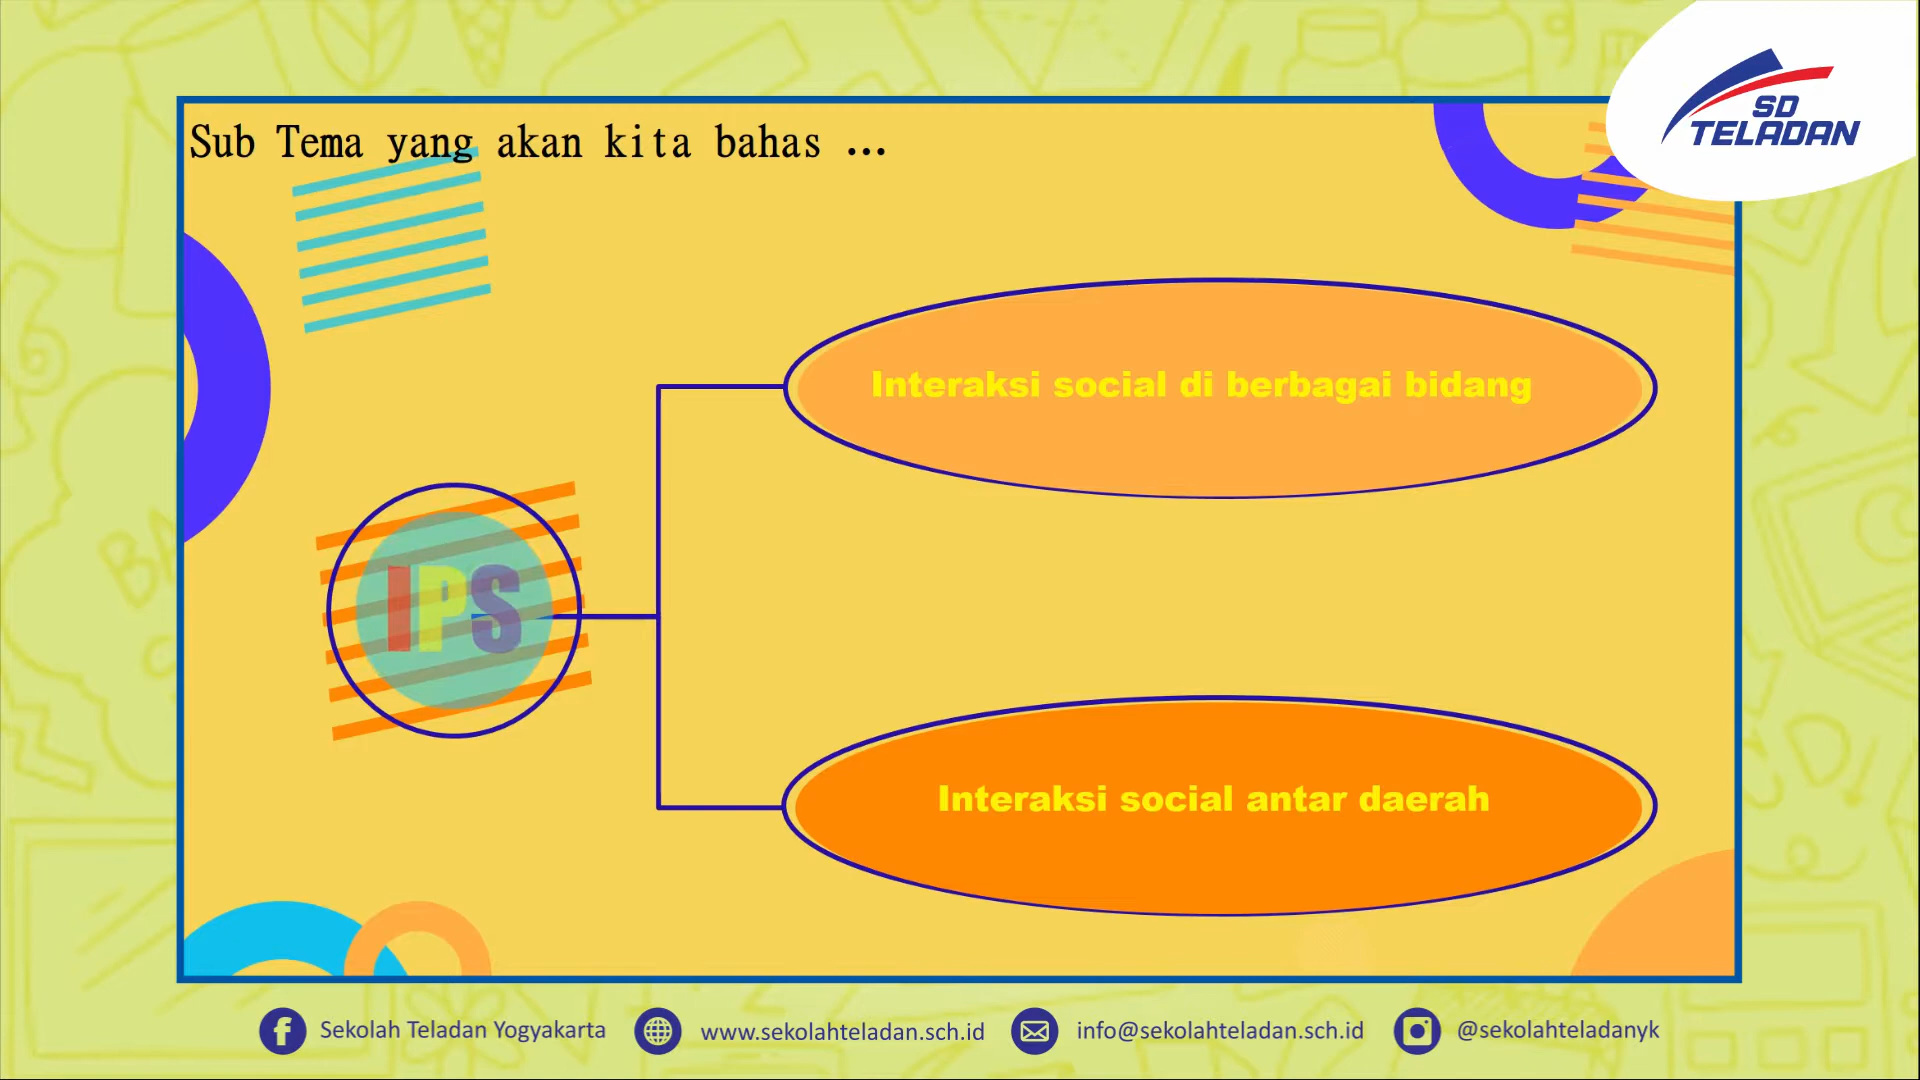 SD
TELADAN
Sub Tema yang akan kita bahas ...
Interaksi social di berbagai bidang
IPS
Interaksi social antar daerah
Sekolah Teladan Yogyakarta
www.sekolahteladan.sch.id
info@sekolahteladan.sch.id
@sekolahteladanyk